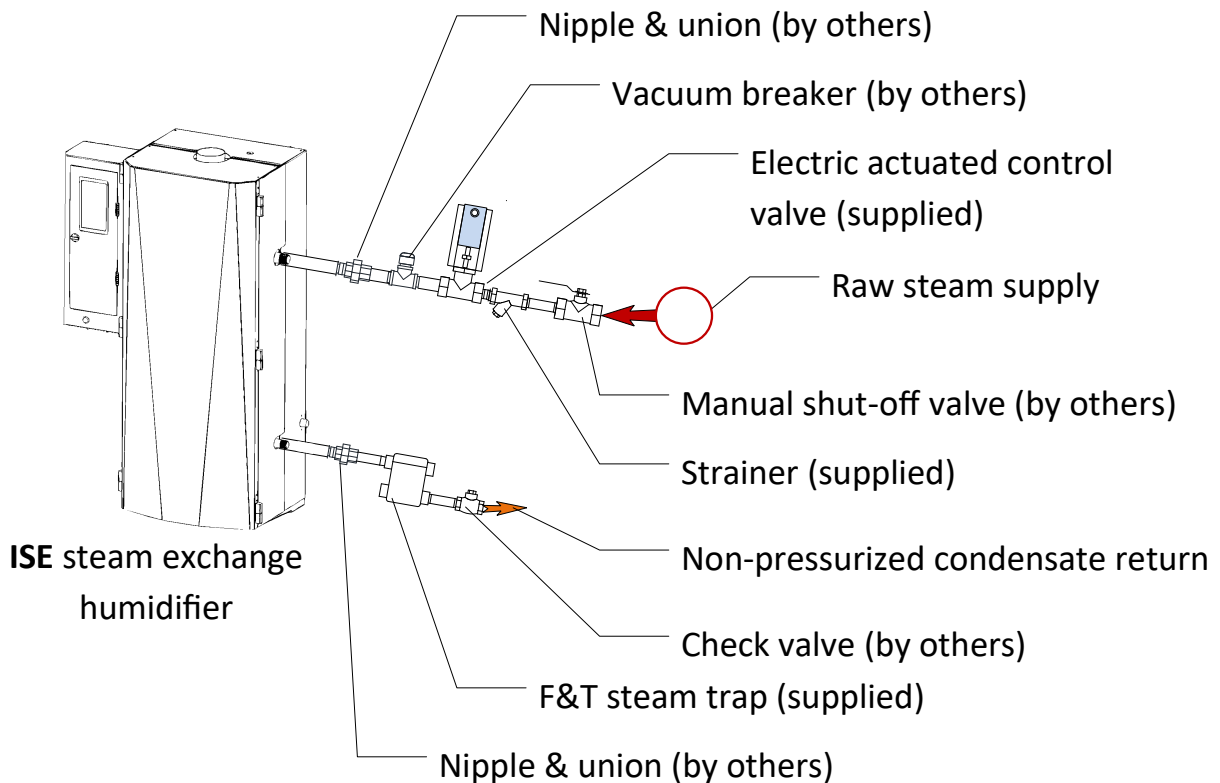 Nipple & union (by others)
Vacuum breaker (by others)
Electric actuated control
valve (supplied)
Raw steam supply
Manual shut-off valve (by others)
Strainer (supplied)
Non-pressurized condensate return
ISE steam exchange
humidifier
Check valve (by others)
F&T steam trap (supplied)
Nipple & union (by others)